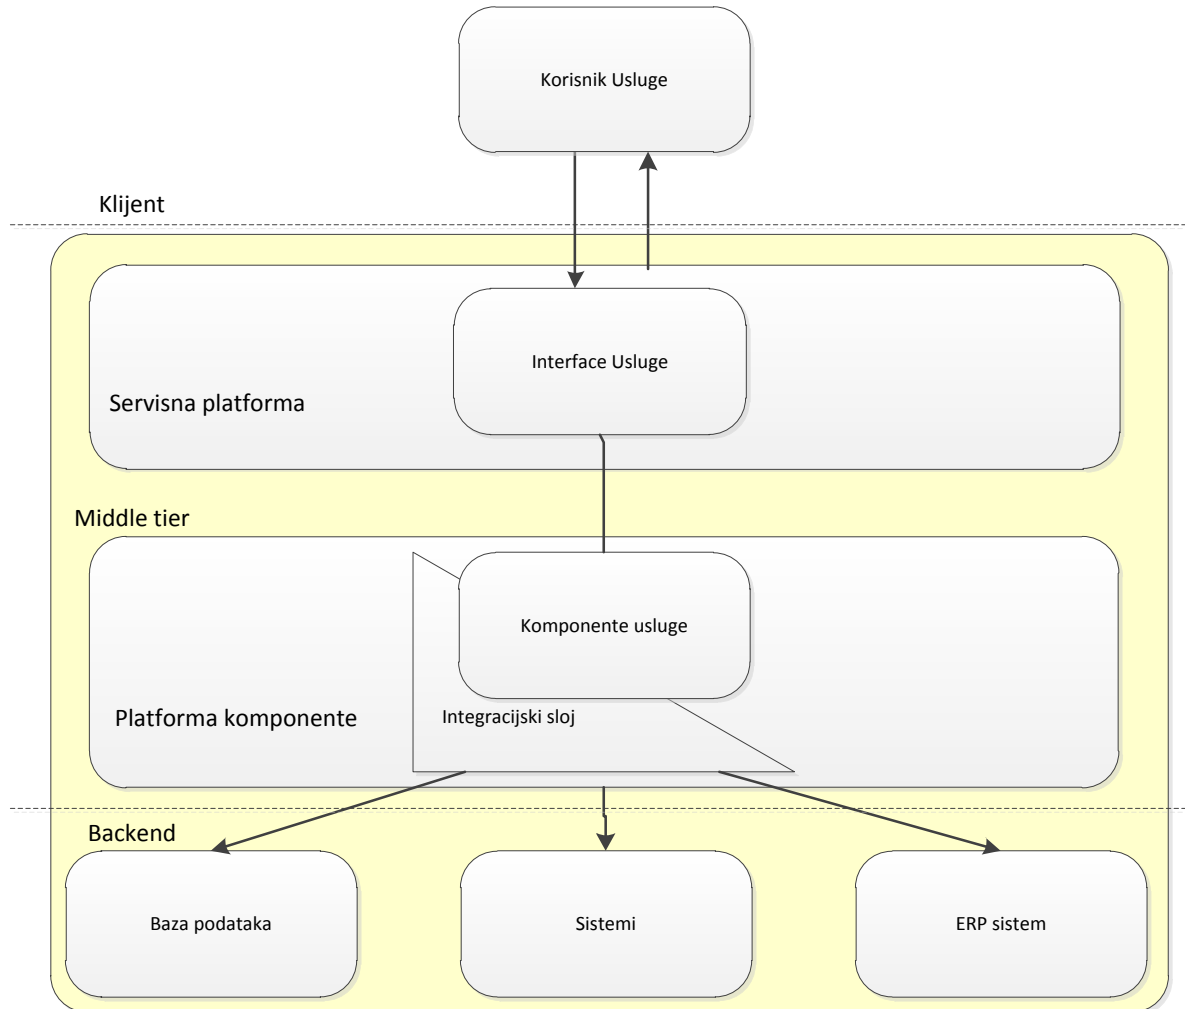 Korisnik Usluge
Klijent
Interface Usluge
Servisna platforma
Middle tier
Komponente usluge
Platforma komponente
Integracijski sloj
Backend
Baza podataka
Sistemi
ERP sistem